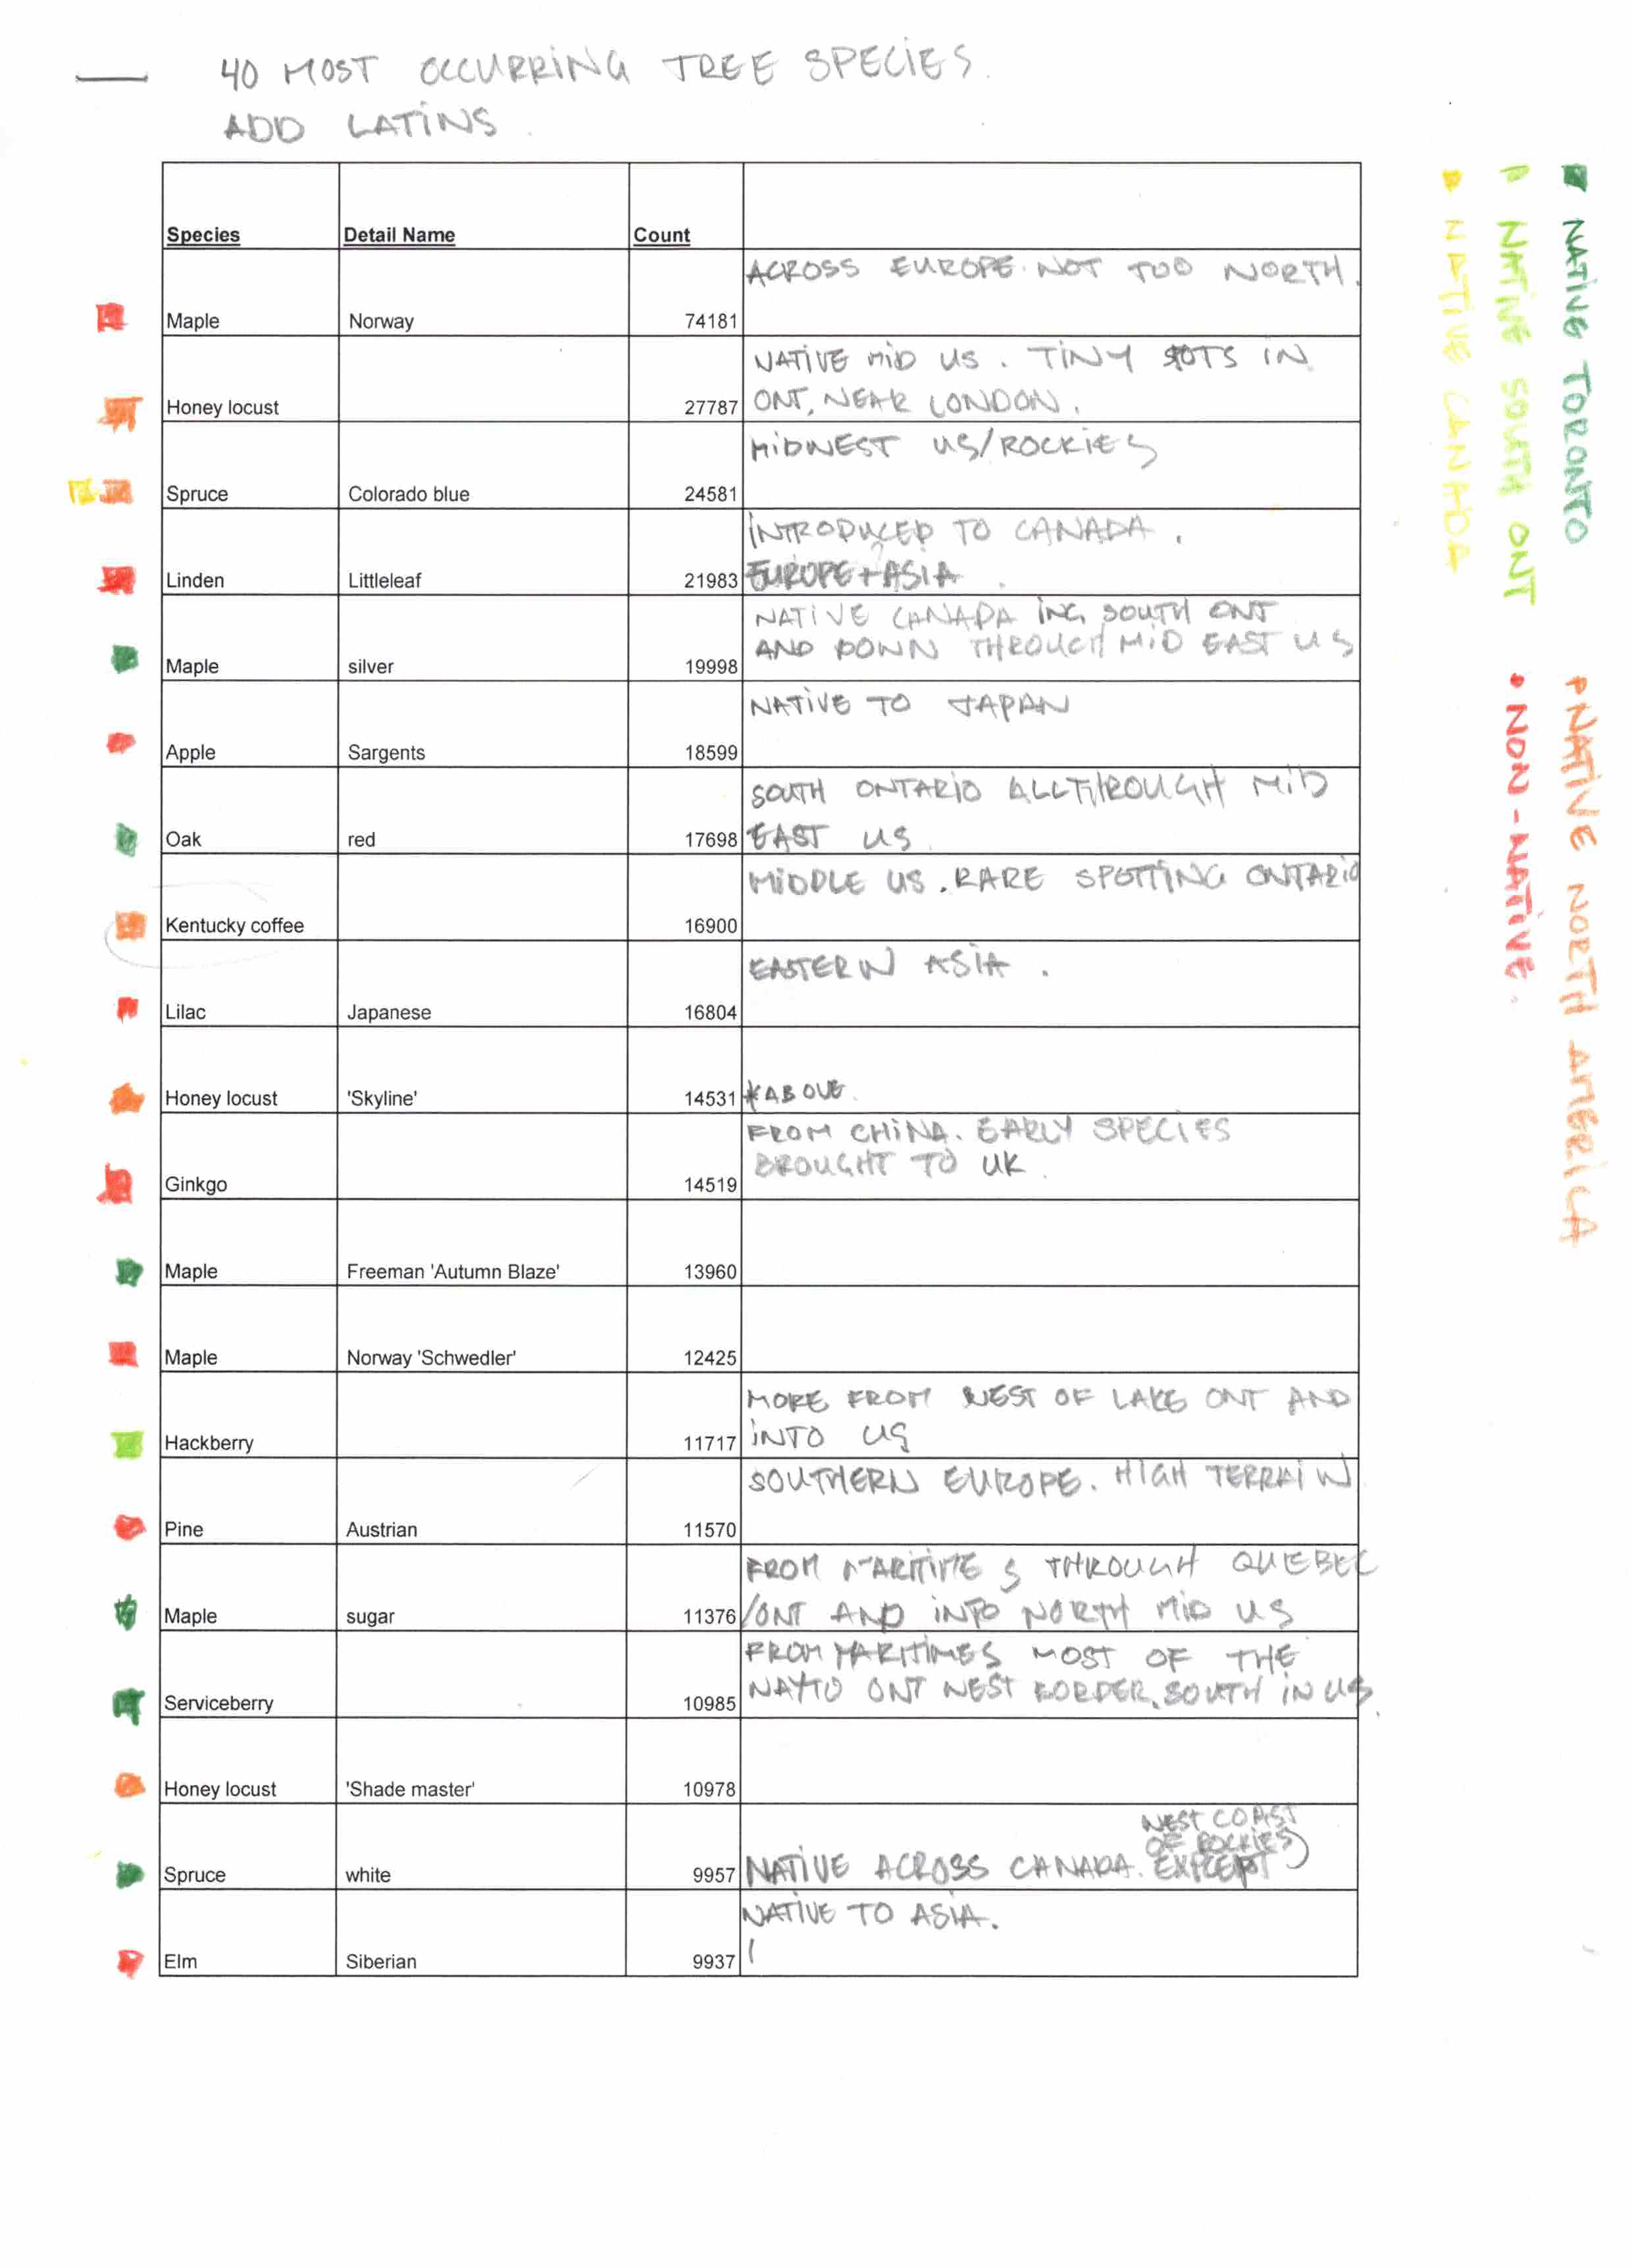 40 MOST OCCURRING TREE SPECIES.
ADD LATINS
Species Detail Name Count
ACROSS EUROPE. NOT TOO NORTH.
Maple Norway 74181
NATIVE MID US. TINY SPOTS IN
Honey locust 27787 ONT, NEAR LONDON.
MIDWEST US/ROCKIES
Spruce Colorado blue 24581
INTRODUCED TO CANADA.
Linden Littleleaf 21983 EUROPE+ASIA
NATIVE CANADA INC, SOUTH ONT
AND DOWN THROUGH MID EAST US
Maple silver 19998
NATIVE TO JAPAN
Apple Sargents 18599
SOUTH ONTARIO ALL THROUGH MID
Oak red 17698 EAST US
MIDDLE US. RARE SPOTTING ONTARIO
Kentucky coffee 16900
EASTERN ASIA.
Lilac Japanese 16804
Honey locust 'Skyline' 14531 *ABOVE.
FROM CHINA. EARLY SPECIES
BROUGHT TO UK.
Ginkgo 14519
Maple Freeman 'Autumn Blaze' 13960
Maple Norway 'Schwedler' 12425
MORE FROM WEST OF LAKE ONT AND
Hackberry 11717 INTO US
SOUTHERN EUROPE. HIGH TERRAIN
Pine Austrian 11570
FROM MARITIMES THROUGH QUEBEC
Maple sugar 11376 /ONT AND INTO NORTH MID US
FROM MARITIMES MOST OF THE
WAY TO ONT WEST BORDER. SOUTH IN US.
Serviceberry 10985
Honey locust 'Shade master' 10978
WEST COAST
OF ROCKIES)
Spruce white 9957 NATIVE ACROSS CANADA. EXCEPT
NATIVE TO ASIA.
Elm Siberian 9937
NATIVE TORONTO
NATIVE SOUTH ONT
NATIVE CANADA
NATIVE NORTH AMERICA
NON-NATIVE.